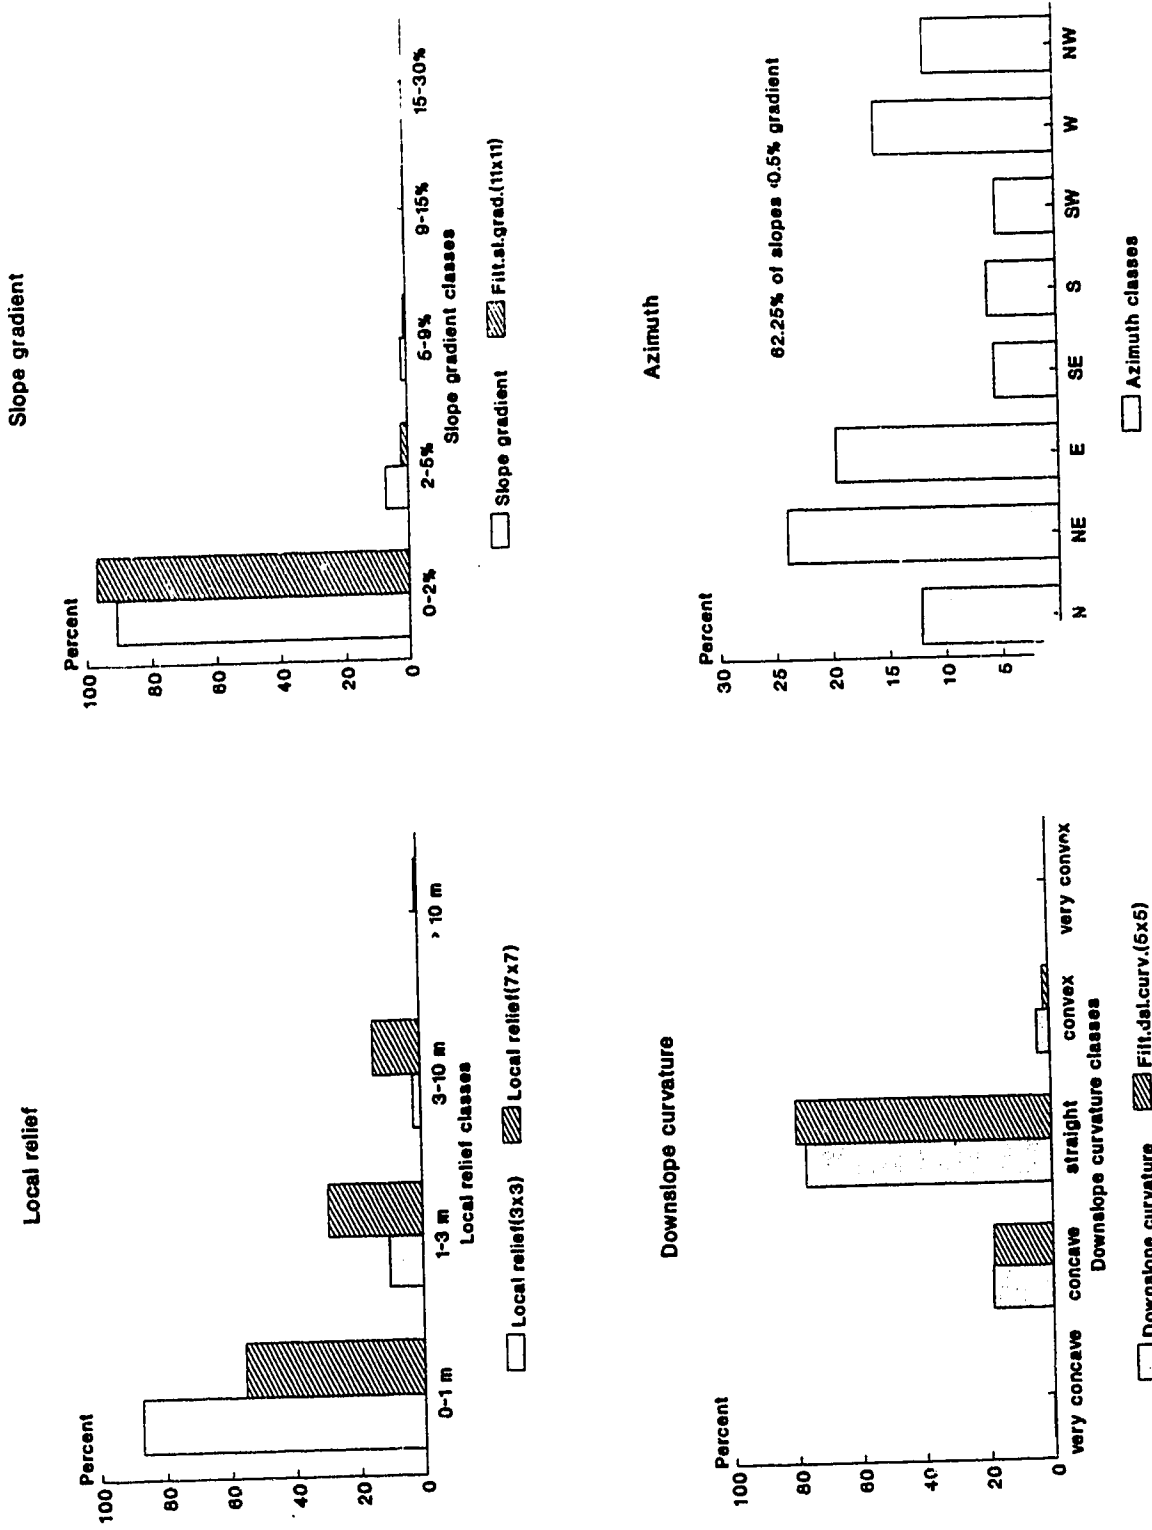 Local relief
Percent
100
80
60
40
20
0
0-1 m
1-3 m
3-10 m
> 10 m
Local relief classes
Local relief(3x3)
Local relief(7x7)
Slope gradient
Percent
100
80
60
40
20
0
0-2%
2-5%
5-9%
9-15%
15-30%
Slope gradient classes
Slope gradient
Filt.sl.grad.(11x11)
Downslope curvature
Percent
100
80
60
40
20
0
very concave
concave
straight
convex
very convex
Downslope curvature classes
Downslope curvature
Filt.dsl.curv.(5x5)
Azimuth
Percent
62.25% of slopes <0.5% gradient
30
25
20
15
10
5
N
NE
E
SE
S
SW
W
NW
Azimuth classes